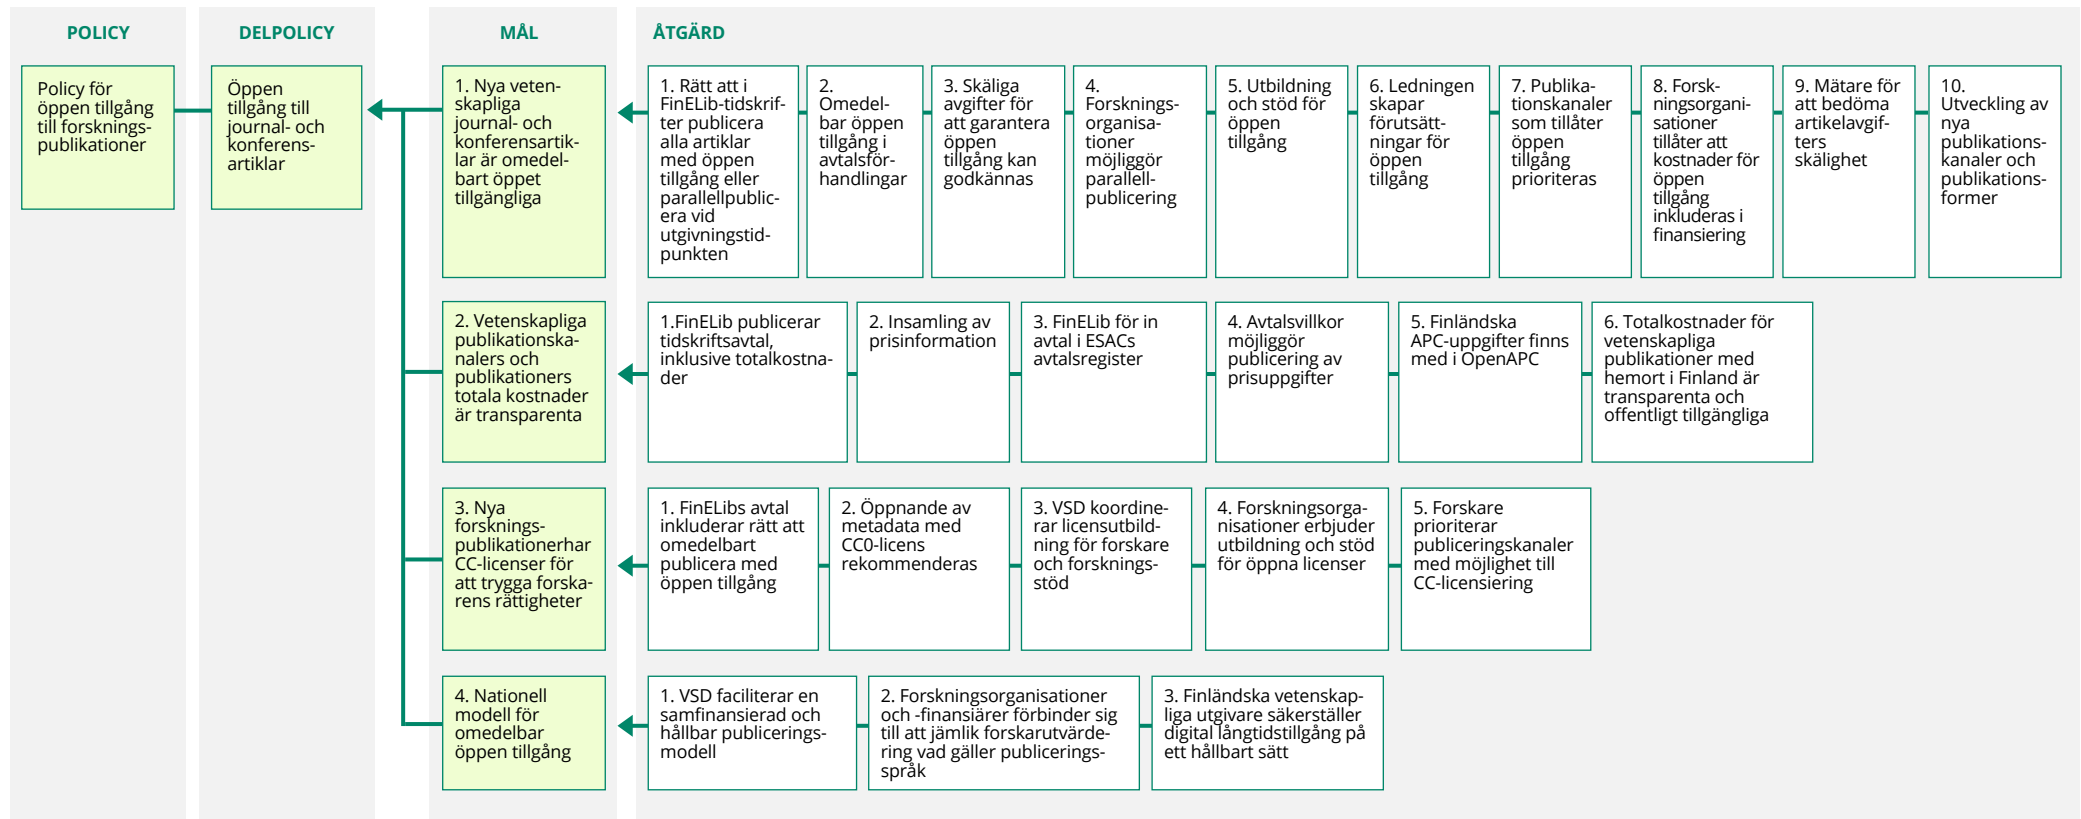 POLICY
DELPOLICY
MÅL
ÅTGÄRD
Policy för
öppen tillgång
till forsknings-
publikationer
Öppen
tillgång till
journal- och
konferens-
artiklar
1. Nya veten-
skapliga
journal- och
konferensartik-
lar är omedel-
bart öppet
tillgängliga
1. Rätt att i
FinELib-tidskrif-
ter publicera
alla artiklar
med öppen
tillgång eller
parallellpublic-
era vid
utgivningstid-
punkten
2.
Omedel-
bar öppen
tillgång i
avtalsför-
handlingar
3. Skäliga
avgifter för
att garantera
öppen
tillgång kan
godkännas
4.
Forsknings-
organisa-
tioner
möjliggör
parallell-
publicering
5. Utbildning
och stöd för
öppen
tillgång
6. Ledningen
skapar
förutsätt-
ningar för
öppen
tillgång
7. Publika-
tionskanaler
som tillåter
öppen
tillgång
prioriteras
8. Forsk-
ningsorgani-
sationer
tillåter att
kostnader för
öppen
tillgång
inkluderas i
finansiering
9. Mätare för
att bedöma
artikelavgif-
ters
skälighet
10.
Utveckling av
nya
publikations-
kanaler och
publikations-
former
2. Vetenskapliga
publikationska-
nalers och
publikationers
totala kostnader
är transparenta
1.FinELib publicerar
tidskriftsavtal,
inklusive totalkostna-
der
2. Insamling av
prisinformation
3. FinELib för in
avtal i ESACs
avtalsregister
4. Avtalsvillkor
möjliggör
publicering av
prisuppgifter
5. Finländska
APC-uppgifter finns
med i OpenAPC
6. Totalkostnader för
vetenskapliga
publikationer med
hemort i Finland är
transparenta och
offentligt tillgängliga
3. Nya
forsknings-
publikationerhar
CC-licenser för
att trygga forska-
rens rättigheter
1. FinELibs avtal
inkluderar rätt att
omedelbart
publicera med
öppen tillgång
2. Öppnande av
metadata med
CC0-licens
rekommenderas
3. VSD koordine-
rar licensutbild-
ning för forskare
och forsknings-
stöd
4. Forskningsorga-
nisationer erbjuder
utbildning och stöd
för öppna licenser
5. Forskare
prioriterar
publiceringskanaler
med möjlighet till
CC-licensiering
4. Nationell
modell för
omedelbar
öppen tillgång
1. VSD faciliterar en
samfinansierad och
hållbar publicerings-
modell
2. Forskningsorganisationer
och -finansiärer förbinder sig
till att jämlik forskarutvärde-
ring vad gäller publicerings-
språk
3. Finländska vetenskap-
liga utgivare säkerställer
digital långtidstillgång på
ett hållbart sätt